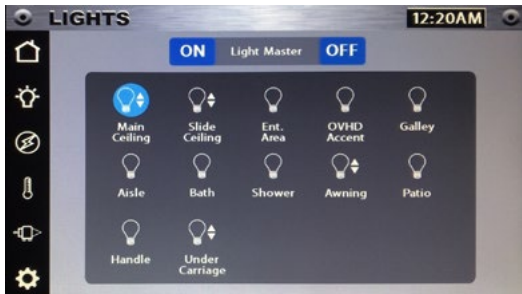 LIGHTS 12:20AM
ON Light Master OFF
Main Slide Ent. OVHD Galley
Ceiling Ceiling Area Accent
Aisle Bath Shower Awning Patio
Handle Under
Carriage